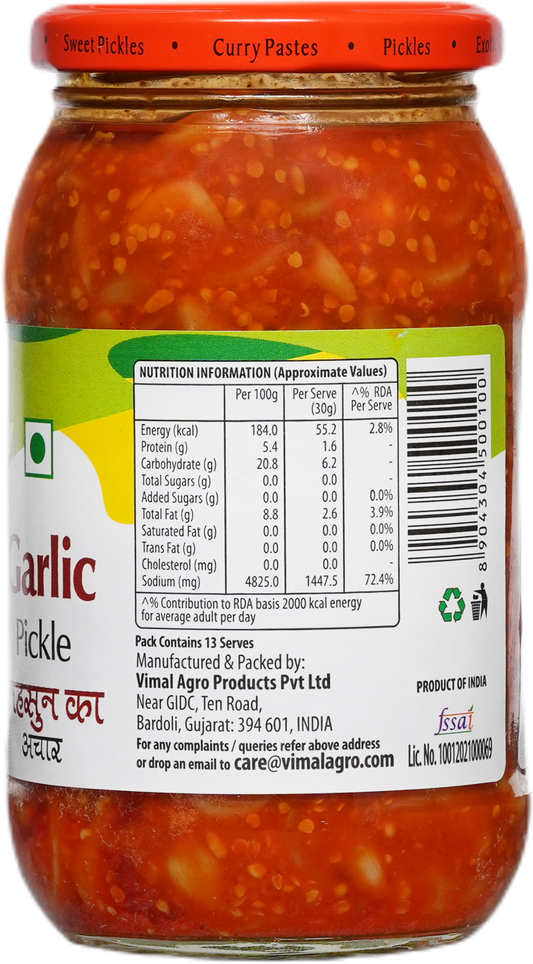 Sweet Pickles • Curry Pastes • Pickles •
NUTRITION INFORMATION (Approximate Values)
Per 100g Per Serve (30g) ^% RDA Per Serve
Energy (kcal) 184.0 55.2 2.8%
Protein (g) 5.4 1.6 -
Carbohydrate (g) 20.8 6.2 -
Total Sugars (g) 0.0 0.0 -
Added Sugars (g) 0.0 0.0 0.0%
Total Fat (g) 8.8 2.6 3.9%
Saturated Fat (g) 0.0 0.0 0.0%
Trans Fat (g) 0.0 0.0 0.0%
Cholesterol (mg) 0.0 0.0 -
Sodium (mg) 4825.0 1447.5 72.4%
^% Contribution to RDA basis 2000 kcal energy
for average adult per day
8 904304 500100
Garlic
Pickle
लहसुन का
अचार
Pack Contains 13 Serves
Manufactured & Packed by:
Vimal Agro Products Pvt Ltd
Near GIDC, Ten Road,
Bardoli, Gujarat: 394 601, INDIA
For any complaints / queries refer above address
or drop an email to care@vimalagro.com
PRODUCT OF INDIA
fssai
Lic. No. 10012021000069